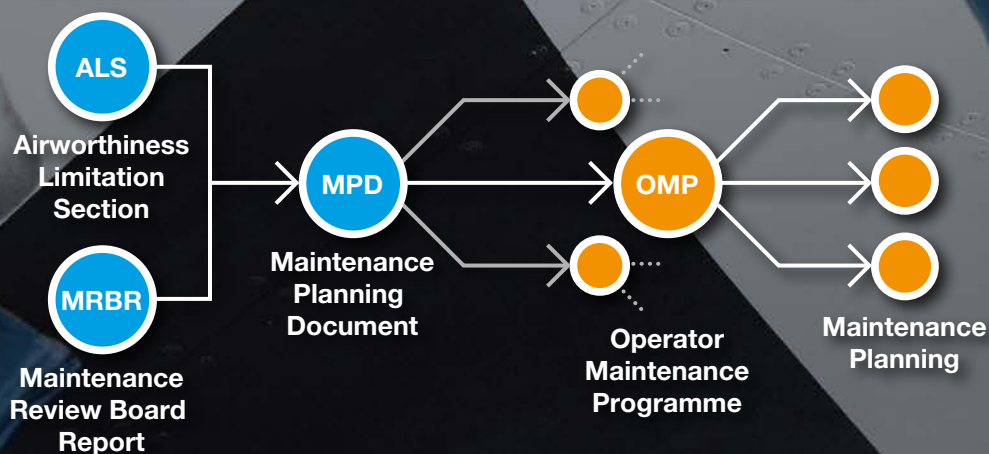 ALS
Airworthiness
Limitation
Section
MRBR
Maintenance
Review Board
Report
MPD
Maintenance
Planning
Document
OMP
Operator
Maintenance
Programme
Maintenance
Planning